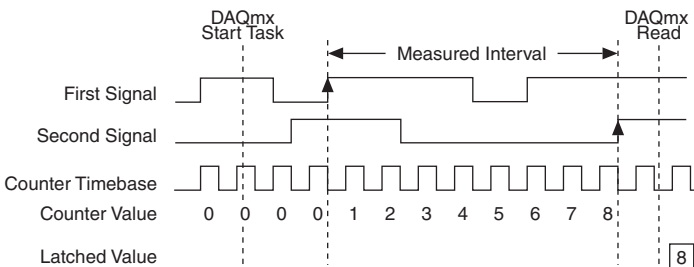 DAQmx
Start Task
DAQmx
Read
Measured Interval
First Signal
Second Signal
Counter Timebase
Counter Value 0 0 0 0 1 2 3 4 5 6 7 8
Latched Value 8